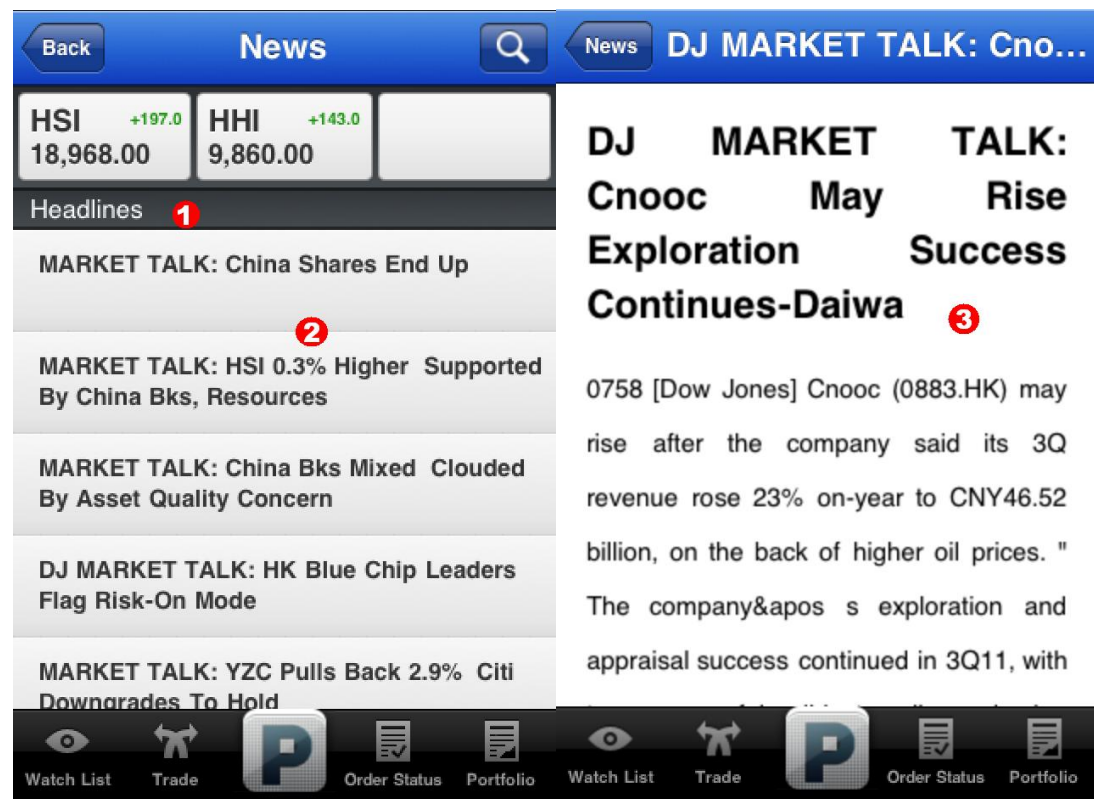 Back
News
HSI +197.0
18,968.00
HHI +143.0
9,860.00
Headlines 1
MARKET TALK: China Shares End Up
2
MARKET TALK: HSI 0.3% Higher Supported
By China Bks, Resources
MARKET TALK: China Bks Mixed Clouded
By Asset Quality Concern
DJ MARKET TALK: HK Blue Chip Leaders
Flag Risk-On Mode
MARKET TALK: YZC Pulls Back 2.9% Citi
Downgrades To Hold
Watch List
Trade
P
Order Status
Portfolio
News
DJ MARKET TALK: Cno...
DJ MARKET TALK:
Cnooc May Rise
Exploration Success
Continues-Daiwa 3
0758 [Dow Jones] Cnooc (0883.HK) may
rise after the company said its 3Q
revenue rose 23% on-year to CNY46.52
billion, on the back of higher oil prices. "
The company&apos s exploration and
appraisal success continued in 3Q11, with
Watch List
Trade
P
Order Status
Portfolio